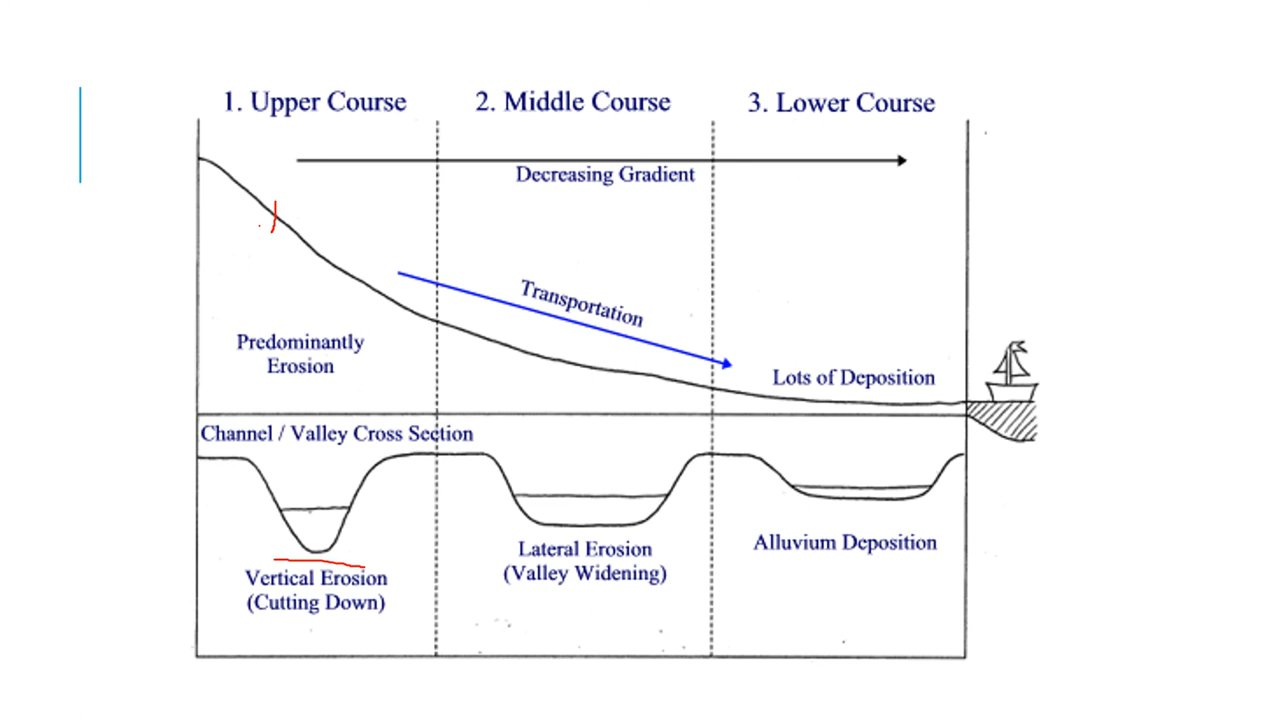 1. Upper Course
2. Middle Course
3. Lower Course
Decreasing Gradient
Transportation
Predominantly
Erosion
Lots of Deposition
Channel / Valley Cross Section
Vertical Erosion
(Cutting Down)
Lateral Erosion
(Valley Widening)
Alluvium Deposition